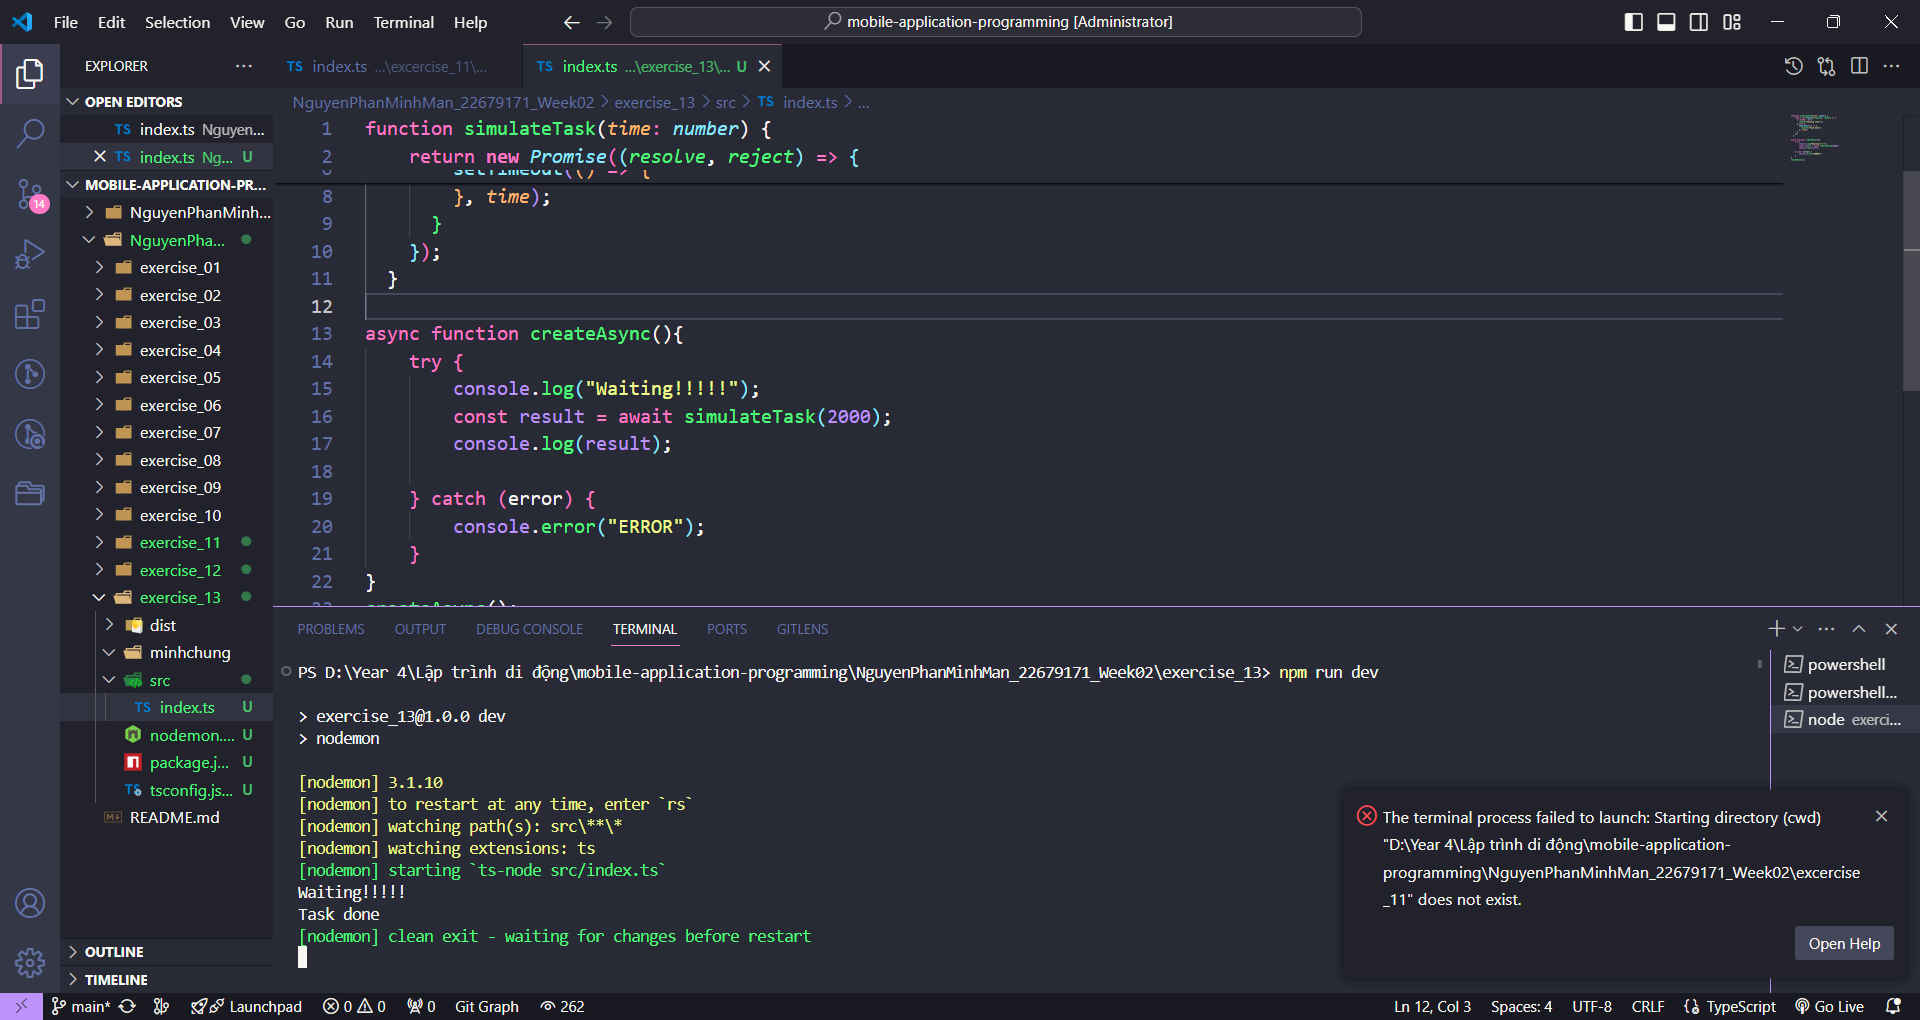 File Edit Selection View Go Run Terminal Help
mobile-application-programming [Administrator]
EXPLORER
OPEN EDITORS
TS index.ts Nguyen...
TS index.ts Ng... U
MOBILE-APPLICATION-PR...
NguyenPhanMinh...
NguyenPha...
exercise_01
exercise_02
exercise_03
exercise_04
exercise_05
exercise_06
exercise_07
exercise_08
exercise_09
exercise_10
exercise_11
exercise_12
exercise_13
dist
minhchung
src
TS index.ts U
nodemon.... U
package.j... U
tsconfig.js... U
README.md
OUTLINE
TIMELINE
14
TS index.ts ...\excercise_11\...
TS index.ts ...\exercise_13\... U
NguyenPhanMinhMan_22679171_Week02 > exercise_13 > src > TS index.ts > ...
1 function simulateTask(time: number) {
2 return new Promise((resolve, reject) => {
setTimeout(() => {
8 }, time);
9 }
10 });
11 }
12
13 async function createAsync(){
14 try {
15 console.log("Waiting!!!!!");
16 const result = await simulateTask(2000);
17 console.log(result);
18
19 } catch (error) {
20 console.error("ERROR");
21 }
22 }
23 createAsync();
PROBLEMS OUTPUT DEBUG CONSOLE TERMINAL PORTS GITLENS
PS D:\Year 4\Lập trình di động\mobile-application-programming\NguyenPhanMinhMan_22679171_Week02\exercise_13> npm run dev
> exercise_13@1.0.0 dev
> nodemon
[nodemon] 3.1.10
[nodemon] to restart at any time, enter `rs`
[nodemon] watching path(s): src\**\*
[nodemon] watching extensions: ts
[nodemon] starting `ts-node src/index.ts`
Waiting!!!!!
Task done
[nodemon] clean exit - waiting for changes before restart
powershell
powershell...
node exerci...
The terminal process failed to launch: Starting directory (cwd)
"D:\Year 4\Lập trình di động\mobile-application-
programming\NguyenPhanMinhMan_22679171_Week02\excercise
_11" does not exist.
Open Help
main* Launchpad 0 0 0 Git Graph 262 Ln 12, Col 3 Spaces: 4 UTF-8 CRLF TypeScript Go Live